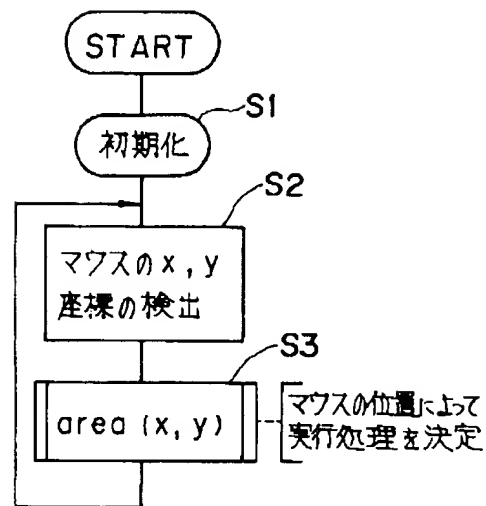 START
初期化
S1
S2
マウスのx,y
座標の検出
S3
area (x,y)
マウスの位置によって
実行処理を決定